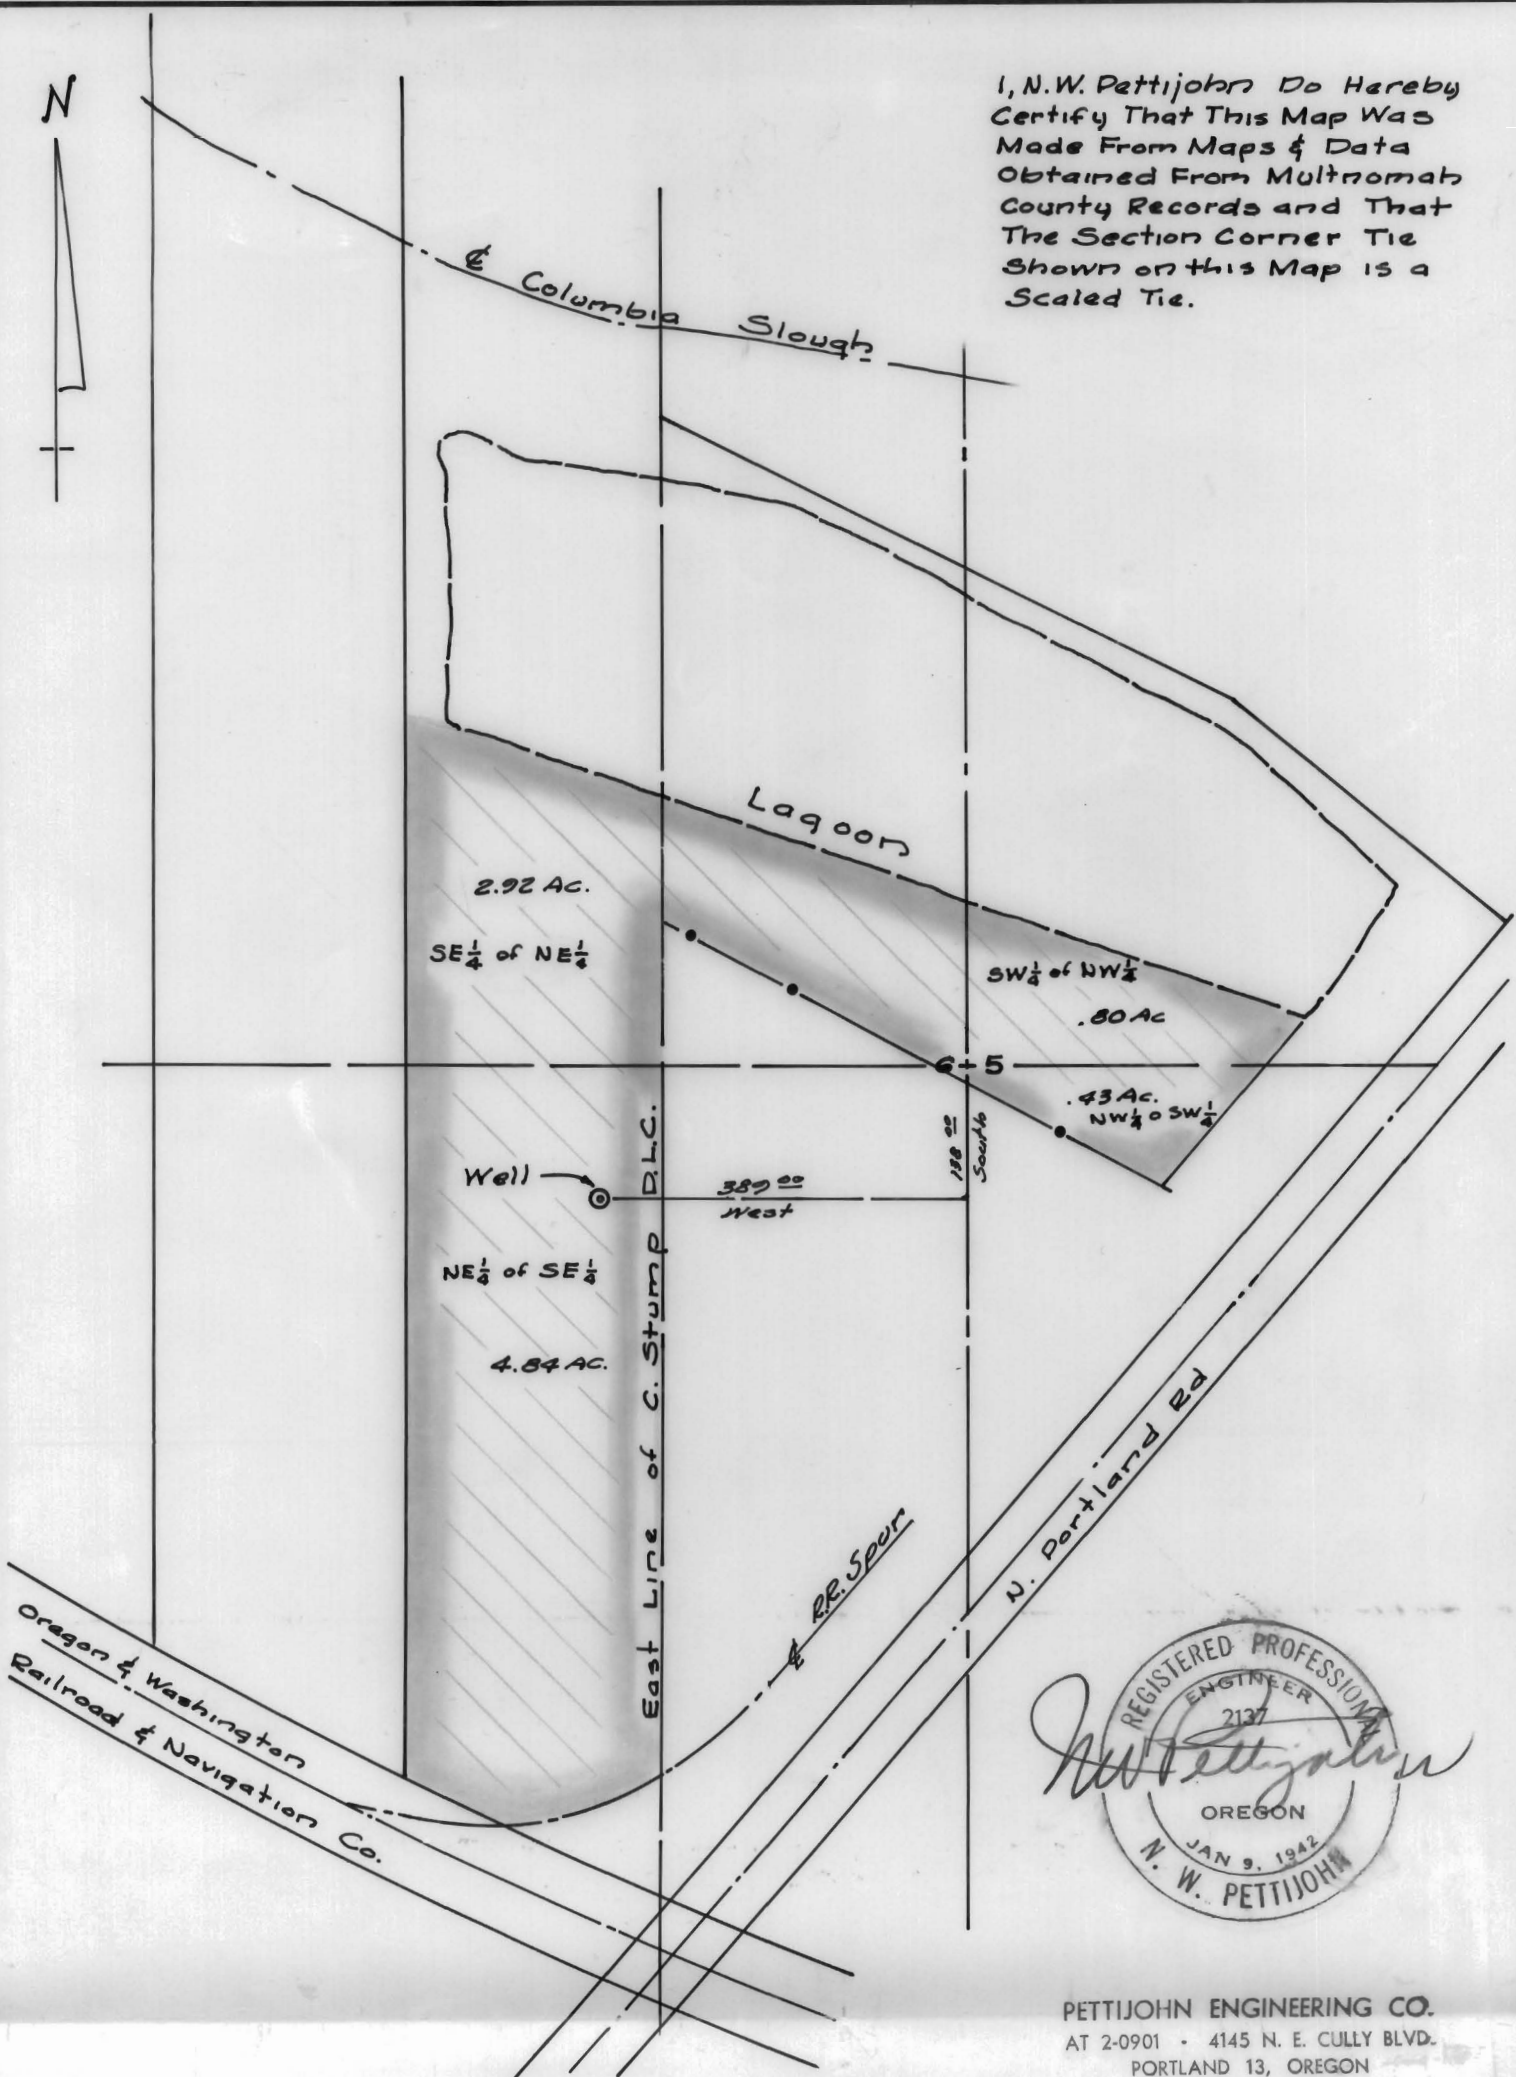 N
I, N.W. Pettijohn Do Hereby
Certify That This Map Was
Made From Maps & Data
Obtained From Multnomah
County Records and That
The Section Corner Tie
Shown on this Map is a
Scaled Tie.
℄ Columbia Slough
Lagoon
2.92 Ac.
SE¼ of NE¼
SW¼ of NW¼
.80 Ac
6 5
.43 Ac.
NW¼ o SW¼
138 00
South
Well
389 00
West
NE¼ of SE¼
4.84 AC.
East Line of C. Stump D.L.C.
N. Portland Rd
℄ R.R. Spur
Oregon & Washington
Railroad & Navigation Co.
REGISTERED PROFESSIONAL
ENGINEER
2137
NW Pettijohn
OREGON
JAN 9, 1942
N. W. PETTIJOHN
PETTIJOHN ENGINEERING CO.
AT 2-0901 - 4145 N. E. CULLY BLVD.
PORTLAND 13, OREGON